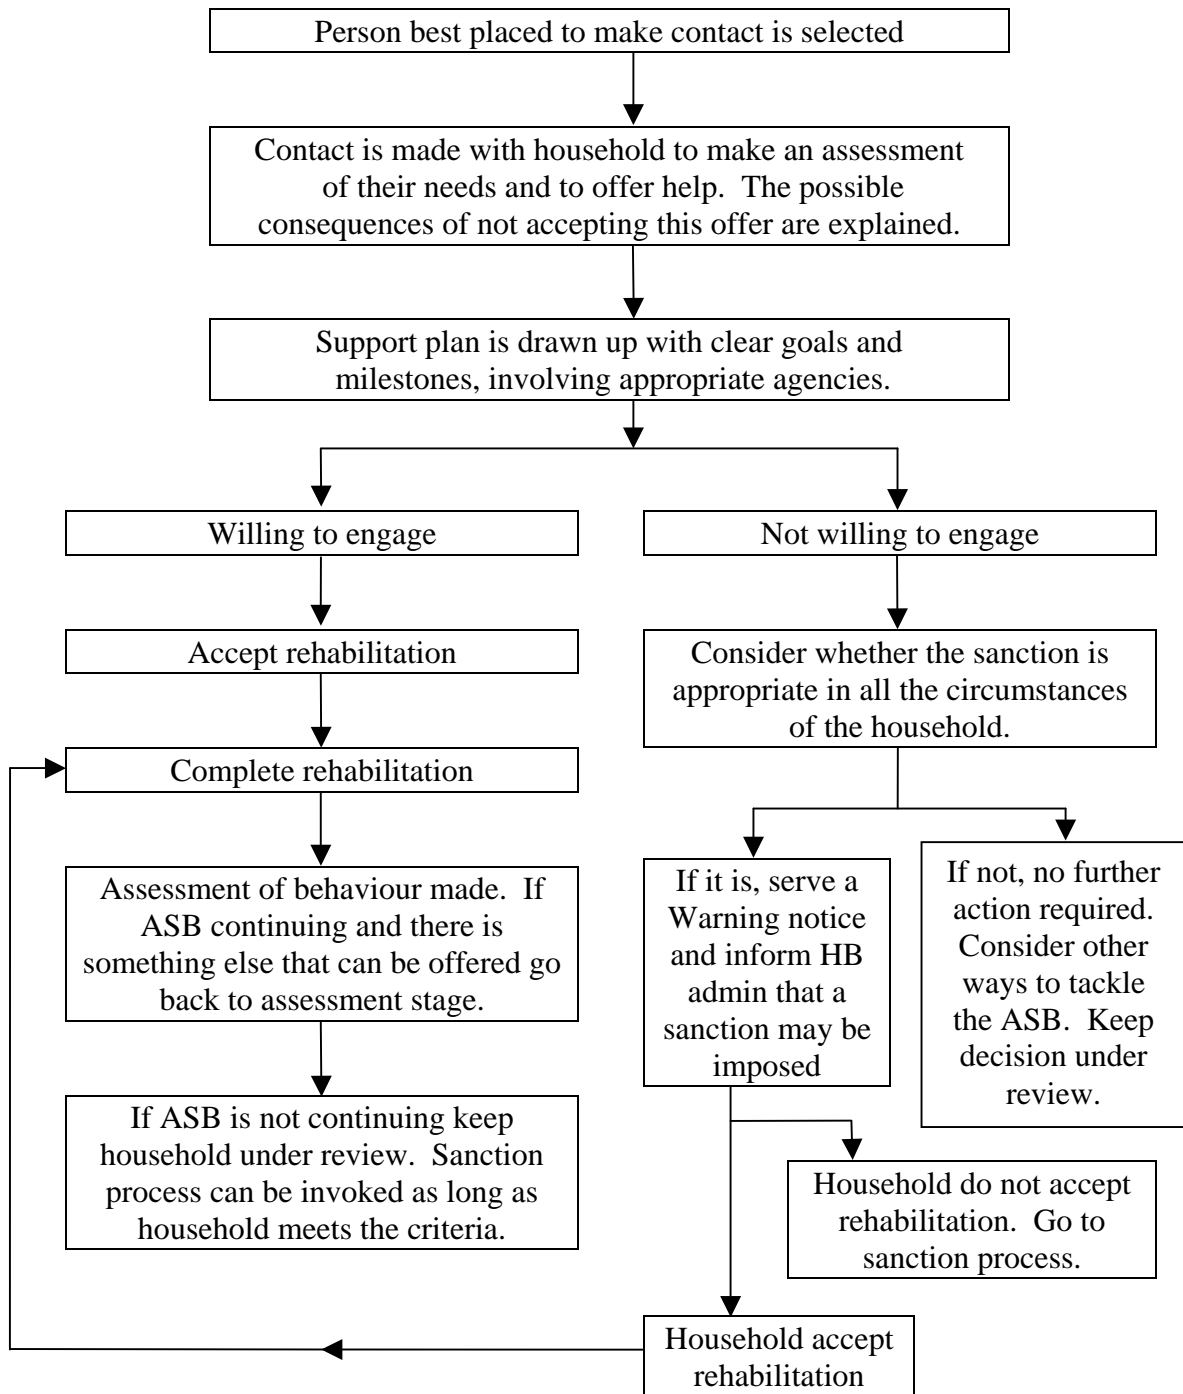 Person best placed to make contact is selected
Contact is made with household to make an assessment
of their needs and to offer help.  The possible
consequences of not accepting this offer are explained.
Support plan is drawn up with clear goals and
milestones, involving appropriate agencies.
Willing to engage
Not willing to engage
Accept rehabilitation
Consider whether the sanction is
appropriate in all the circumstances
of the household.
Complete rehabilitation
Assessment of behaviour made.  If
ASB continuing and there is
something else that can be offered go
back to assessment stage.
If it is, serve a
Warning notice
and inform HB
admin that a
sanction may be
imposed
If not, no further
action required.
Consider other
ways to tackle
the ASB.  Keep
decision under
review.
If ASB is not continuing keep
household under review.  Sanction
process can be invoked as long as
household meets the criteria.
Household do not accept
rehabilitation.  Go to
sanction process.
Household accept
rehabilitation